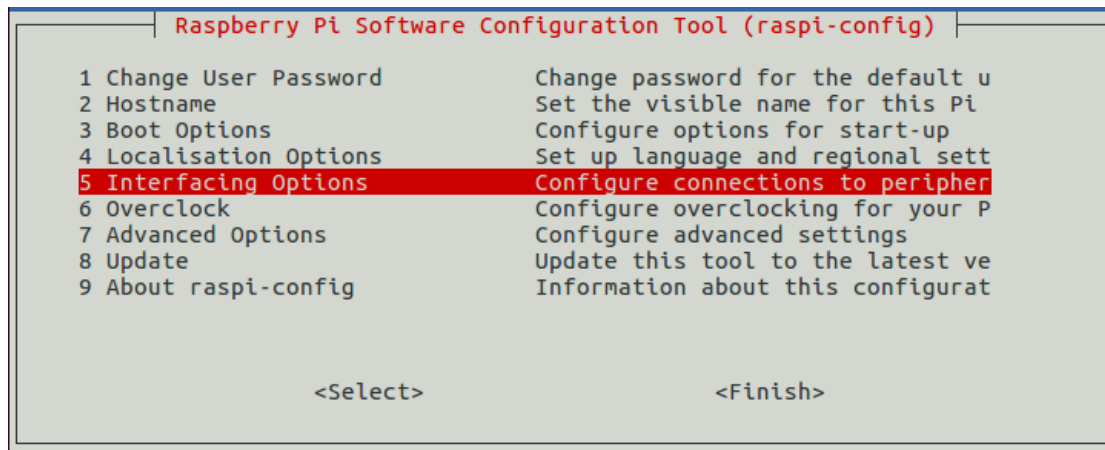 Raspberry Pi Software Configuration Tool (raspi-config)
1 Change User Password Change password for the default u
2 Hostname Set the visible name for this Pi
3 Boot Options Configure options for start-up
4 Localisation Options Set up language and regional sett
5 Interfacing Options Configure connections to peripher
6 Overclock Configure overclocking for your P
7 Advanced Options Configure advanced settings
8 Update Update this tool to the latest ve
9 About raspi-config Information about this configurat
<Select> <Finish>